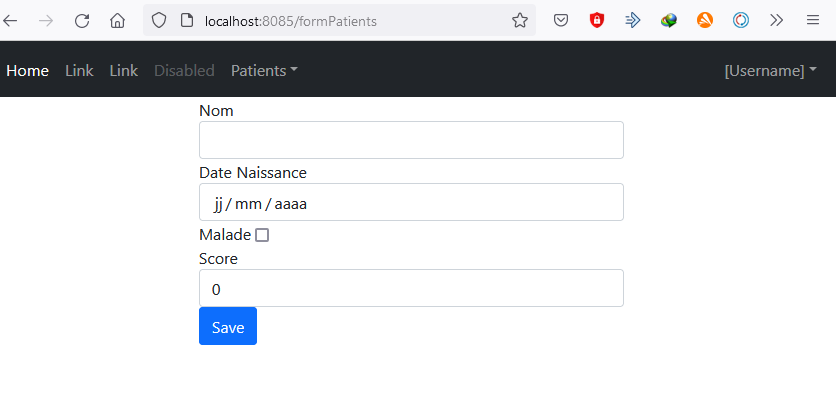 localhost:8085/formPatients
Home Link Link Disabled Patients [Username]
Nom
Date Naissance
jj / mm / aaaa
Malade
Score
0
Save